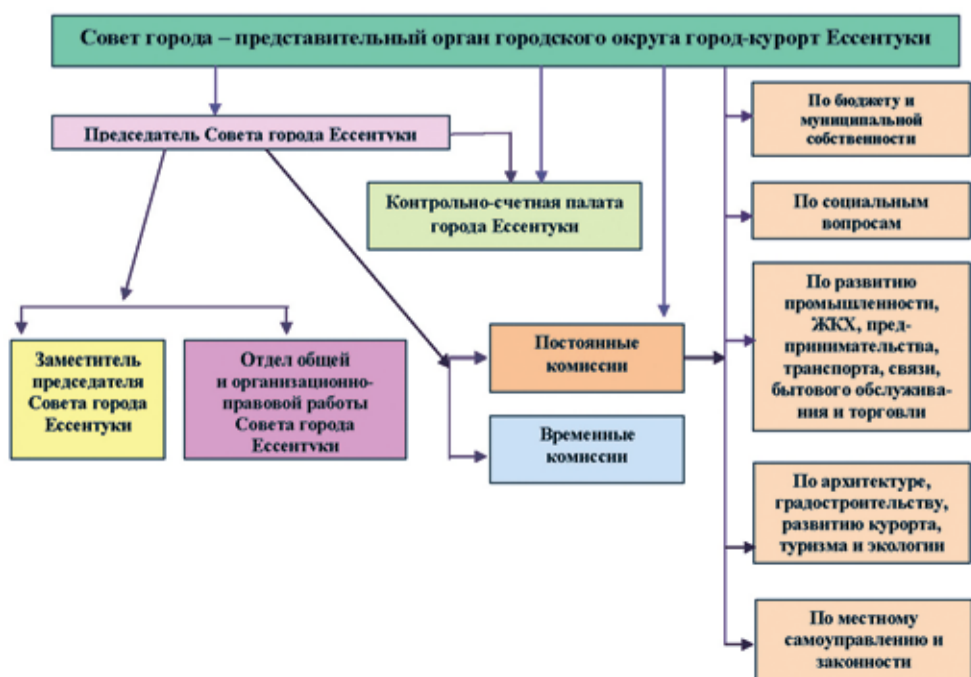 Совет города – представительный орган городского округа город-курорт Ессентуки
Председатель Совета города Ессентуки
Контрольно-счетная палата
города Ессентуки
Заместитель
председателя
Совета города
Ессентуки
Отдел общей
и организационно-
правовой работы
Совета города
Ессентуки
Постоянные
комиссии
Временные
комиссии
По бюджету и
муниципальной
собственности
По социальным
вопросам
По развитию
промышленности,
ЖКХ, пред-
принимательства,
транспорта, связи,
бытового обслужива-
ния и торговли
По архитектуре,
градостроительству,
развитию курорта,
туризма и экологии
По местному
самоуправлению и
законности